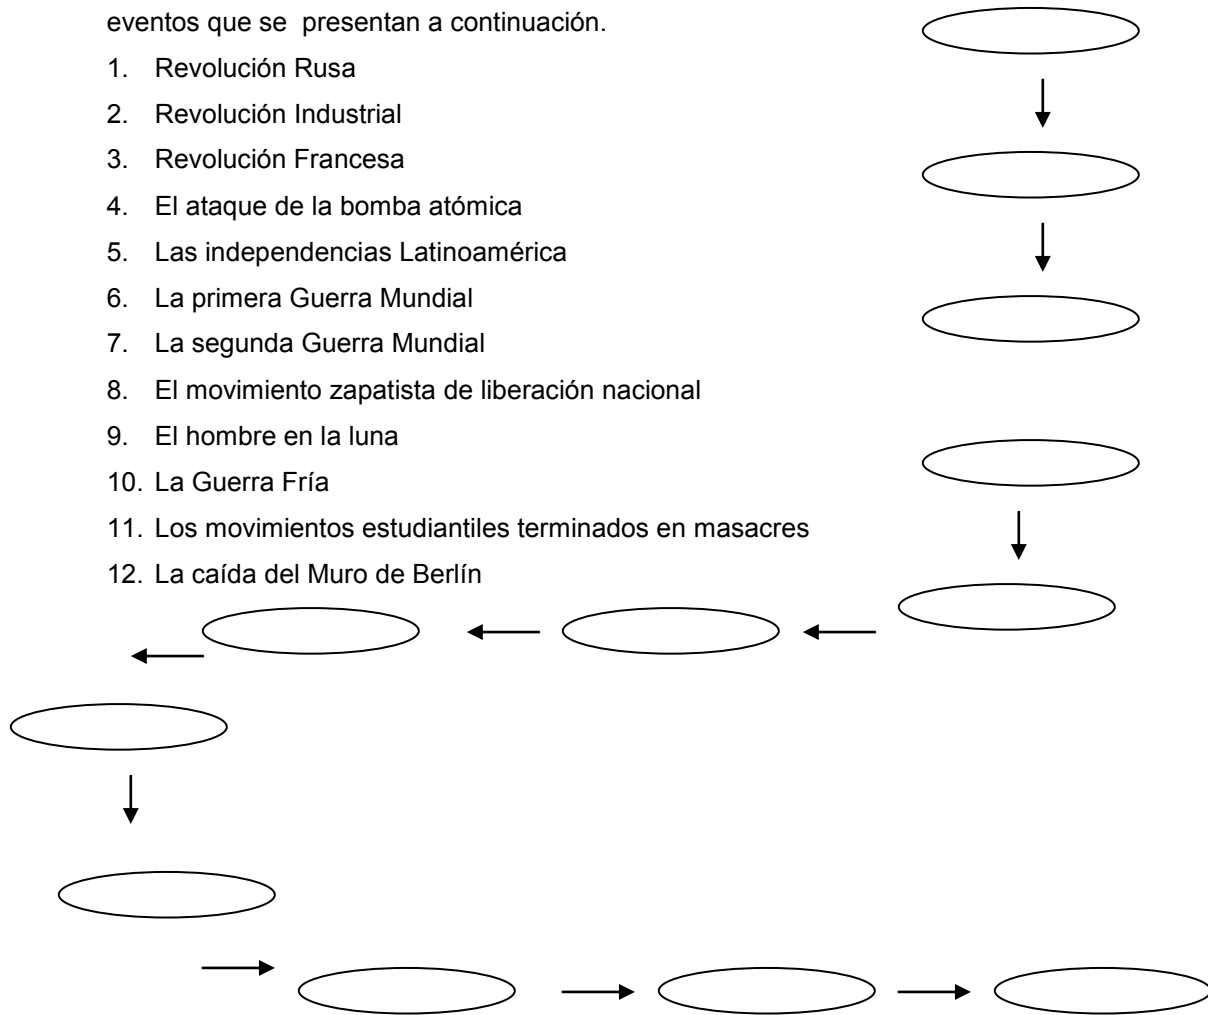 eventos que se presentan a continuación.
1. Revolución Rusa
2. Revolución Industrial
3. Revolución Francesa
4. El ataque de la bomba atómica
5. Las independencias Latinoamérica
6. La primera Guerra Mundial
7. La segunda Guerra Mundial
8. El movimiento zapatista de liberación nacional
9. El hombre en la luna
10. La Guerra Fría
11. Los movimientos estudiantiles terminados en masacres
12. La caída del Muro de Berlín